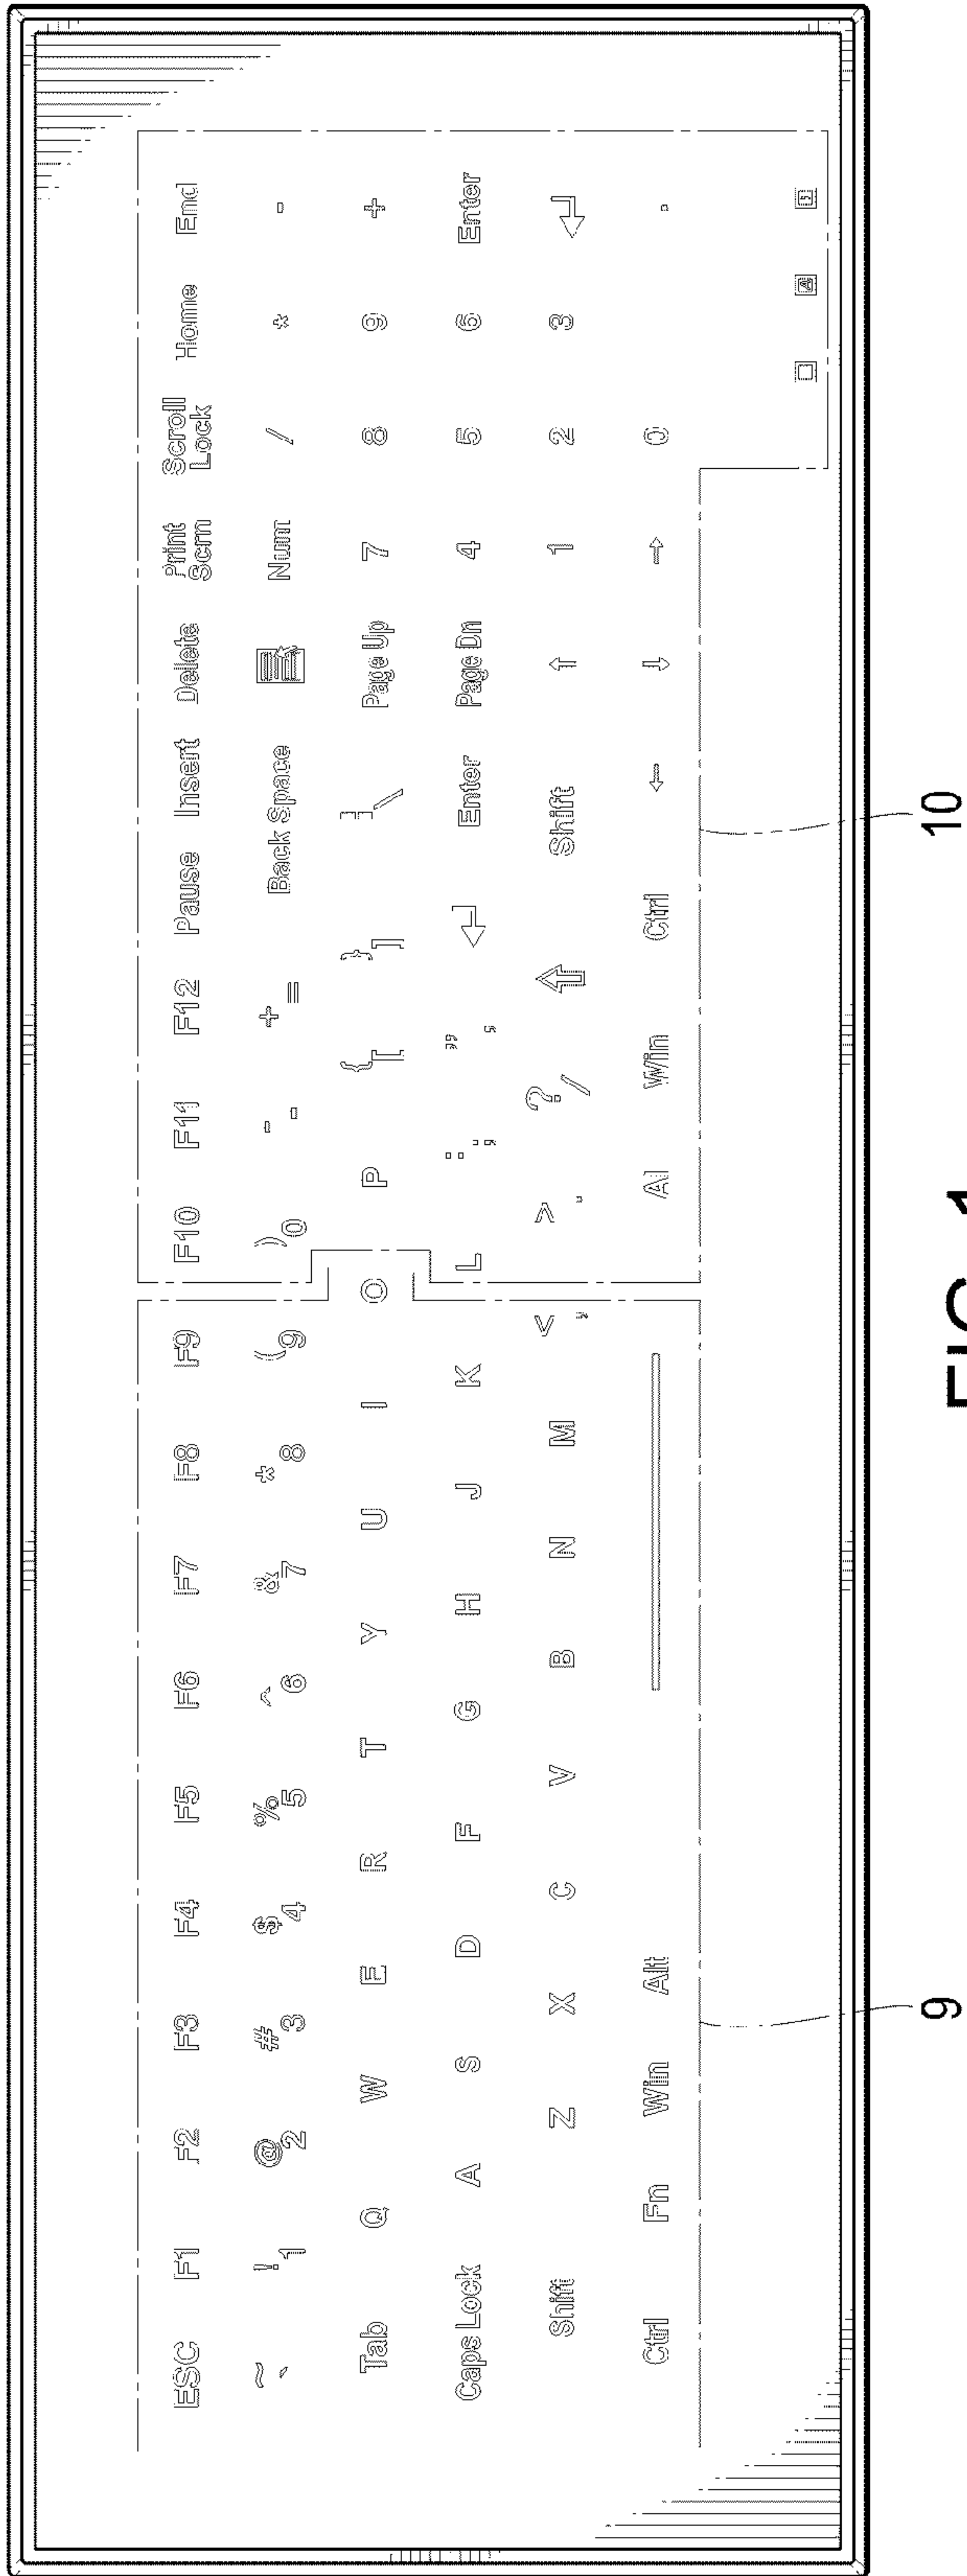 ESC F1 F2 F3 F4 F5 F6 F7 F8 F9 F10 F11 F12 Pause Insert Delete Print Scrn Scroll Lock Home End
~ ` ! 1 @ 2 # 3 $ 4 % 5 ^ 6 & 7 * 8 ( 9 ) 0 - - + = Back Space Num / * -
Tab Q W E R T Y U I O P { [ } ] | \ Page Up 7 8 9 +
Caps Lock A S D F G H J K L : ; " ' ↵ Enter Page Dn 4 5 6 Enter
Shift Z X C V B N M < , > . ? / ⇧ Shift ↑ 1 2 3 ↵
Ctrl Fn Win Alt Al Win Ctrl ← ↓ → 0 .
A
9 10
FIG. 1